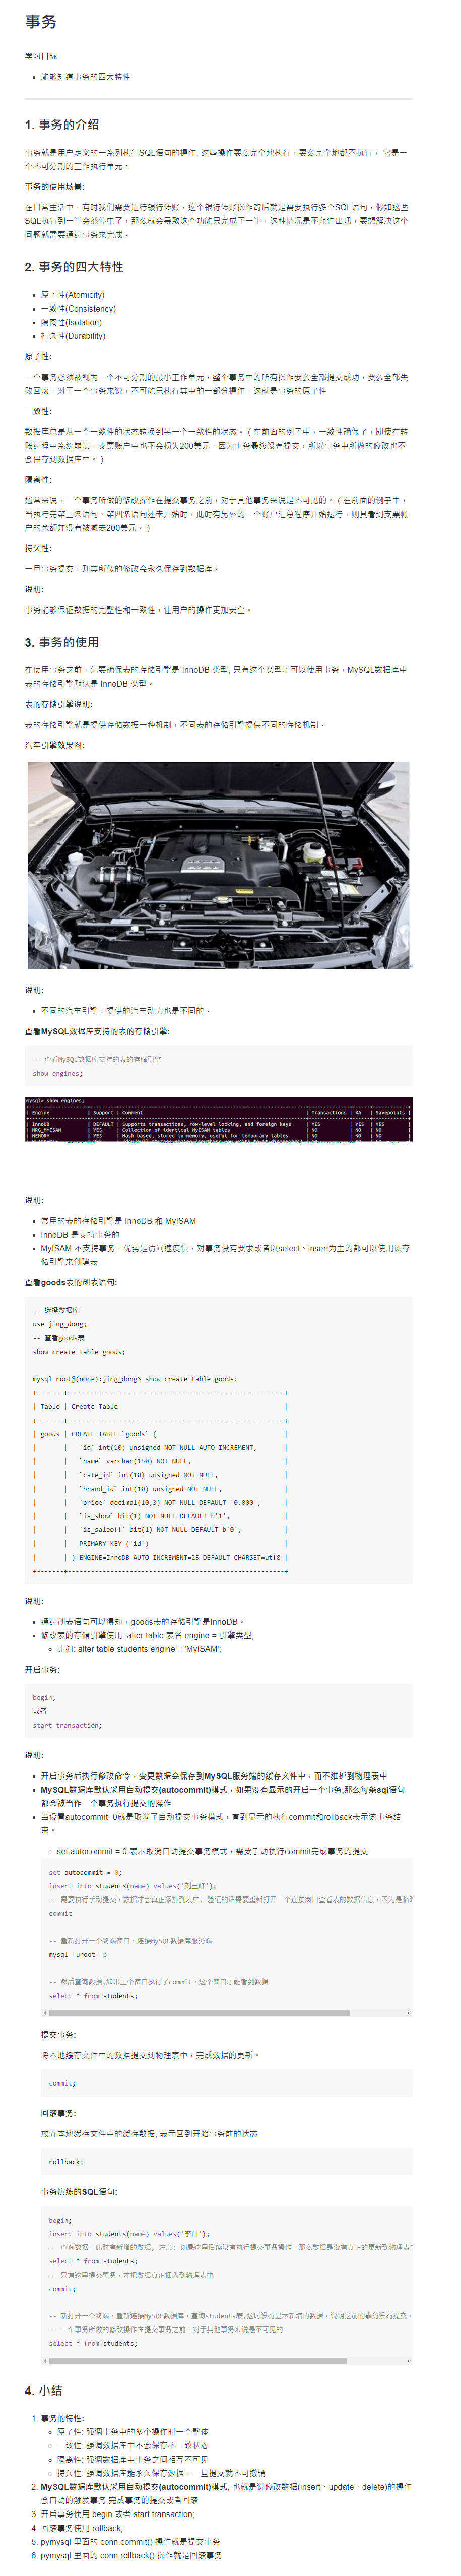 事务
学习目标
• 能够知道事务的四大特性
1. 事务的介绍
事务就是用户定义的一系列执行SQL语句的操作, 这些操作要么完全地执行，要么完全地都不执行， 它是一
个不可分割的工作执行单元。
事务的使用场景:
在日常生活中，有时我们需要进行银行转账，这个银行转账操作背后就是需要执行多个SQL语句，假如这些
SQL执行到一半突然停电了，那么就会导致这个功能只完成了一半，这种情况是不允许出现，要想解决这个
问题就需要通过事务来完成。
2. 事务的四大特性
• 原子性(Atomicity)
• 一致性(Consistency)
• 隔离性(Isolation)
• 持久性(Durability)
原子性:
一个事务必须被视为一个不可分割的最小工作单元，整个事务中的所有操作要么全部提交成功，要么全部失
败回滚，对于一个事务来说，不可能只执行其中的一部分操作，这就是事务的原子性
一致性:
数据库总是从一个一致性的状态转换到另一个一致性的状态。（在前面的例子中，一致性确保了，即使在转
账过程中系统崩溃，支票账户中也不会损失200美元，因为事务最终没有提交，所以事务中所做的修改也不
会保存到数据库中。）
隔离性:
通常来说，一个事务所做的修改操作在提交事务之前，对于其他事务来说是不可见的。（在前面的例子中，
当执行完第三条语句、第四条语句还未开始时，此时有另外的一个账户汇总程序开始运行，则其看到支票帐
户的余额并没有被减去200美元。）
持久性:
一旦事务提交，则其所做的修改会永久保存到数据库。
说明:
事务能够保证数据的完整性和一致性，让用户的操作更加安全。
3. 事务的使用
在使用事务之前，先要确保表的存储引擎是 InnoDB 类型, 只有这个类型才可以使用事务，MySQL数据库中
表的存储引擎默认是 InnoDB 类型。
表的存储引擎说明:
表的存储引擎就是提供存储数据一种机制，不同表的存储引擎提供不同的存储机制。
汽车引擎效果图:
说明:
• 不同的汽车引擎，提供的汽车动力也是不同的。
查看MySQL数据库支持的表的存储引擎:
-- 查看MySQL数据库支持的表的存储引擎
show engines;
mysql> show engines;
| Engine | Support | Comment | Transactions | XA | Savepoints |
| InnoDB | DEFAULT | Supports transactions, row-level locking, and foreign keys | YES | YES | YES |
| MRG_MYISAM | YES | Collection of identical MyISAM tables | NO | NO | NO |
| MEMORY | YES | Hash based, stored in memory, useful for temporary tables | NO | NO | NO |
说明:
• 常用的表的存储引擎是 InnoDB 和 MyISAM
• InnoDB 是支持事务的
• MyISAM 不支持事务，优势是访问速度快，对事务没有要求或者以select、insert为主的都可以使用该存
储引擎来创建表
查看goods表的创表语句:
-- 选择数据库
use jing_dong;
-- 查看goods表
show create table goods;
mysql root@(none):jing_dong> show create table goods;
+-------+--------------------------------------------------------+
| Table | Create Table |
+-------+--------------------------------------------------------+
| goods | CREATE TABLE `goods` ( |
| | `id` int(10) unsigned NOT NULL AUTO_INCREMENT, |
| | `name` varchar(150) NOT NULL, |
| | `cate_id` int(10) unsigned NOT NULL, |
| | `brand_id` int(10) unsigned NOT NULL, |
| | `price` decimal(10,3) NOT NULL DEFAULT '0.000', |
| | `is_show` bit(1) NOT NULL DEFAULT b'1', |
| | `is_saleoff` bit(1) NOT NULL DEFAULT b'0', |
| | PRIMARY KEY (`id`) |
| | ) ENGINE=InnoDB AUTO_INCREMENT=25 DEFAULT CHARSET=utf8 |
+-------+--------------------------------------------------------+
说明:
• 通过创表语句可以得知，goods表的存储引擎是InnoDB。
• 修改表的存储引擎使用: alter table 表名 engine = 引擎类型;
◦ 比如: alter table students engine = 'MyISAM';
开启事务:
begin;
或者
start transaction;
说明:
• 开启事务后执行修改命令，变更数据会保存到MySQL服务端的缓存文件中，而不维护到物理表中
• MySQL数据库默认采用自动提交(autocommit)模式，如果没有显示的开启一个事务,那么每条sql语句
都会被当作一个事务执行提交的操作
• 当设置autocommit=0就是取消了自动提交事务模式，直到显示的执行commit和rollback表示该事务结
束。
◦ set autocommit = 0 表示取消自动提交事务模式，需要手动执行commit完成事务的提交
set autocommit = 0;
insert into students(name) values('刘三峰');
-- 需要执行手动提交，数据才会真正添加到表中, 验证的话需要重新打开一个连接窗口查看表的数据信息，因为是临时
commit
-- 重新打开一个终端窗口，连接MySQL数据库服务端
mysql -uroot -p
-- 然后查询数据,如果上个窗口执行了commit，这个窗口才能看到数据
select * from students;
提交事务:
将本地缓存文件中的数据提交到物理表中，完成数据的更新。
commit;
回滚事务:
放弃本地缓存文件中的缓存数据, 表示回到开始事务前的状态
rollback;
事务演练的SQL语句:
begin;
insert into students(name) values('李白');
-- 查询数据，此时有新增的数据, 注意: 如果这里后续没有执行提交事务操作，那么数据是没有真正的更新到物理表中
select * from students;
-- 只有这里提交事务，才把数据真正插入到物理表中
commit;
-- 新打开一个终端，重新连接MySQL数据库，查询students表,这时没有显示新增的数据，说明之前的事务没有提交，
-- 一个事务所做的修改操作在提交事务之前，对于其他事务来说是不可见的
select * from students;
4. 小结
1. 事务的特性:
◦ 原子性: 强调事务中的多个操作时一个整体
◦ 一致性: 强调数据库中不会保存不一致状态
◦ 隔离性: 强调数据库中事务之间相互不可见
◦ 持久性: 强调数据库能永久保存数据，一旦提交就不可撤销
2. MySQL数据库默认采用自动提交(autocommit)模式, 也就是说修改数据(insert、update、delete)的操作
会自动的触发事务,完成事务的提交或者回滚
3. 开启事务使用 begin 或者 start transaction;
4. 回滚事务使用 rollback;
5. pymysql 里面的 conn.commit() 操作就是提交事务
6. pymysql 里面的 conn.rollback() 操作就是回滚事务